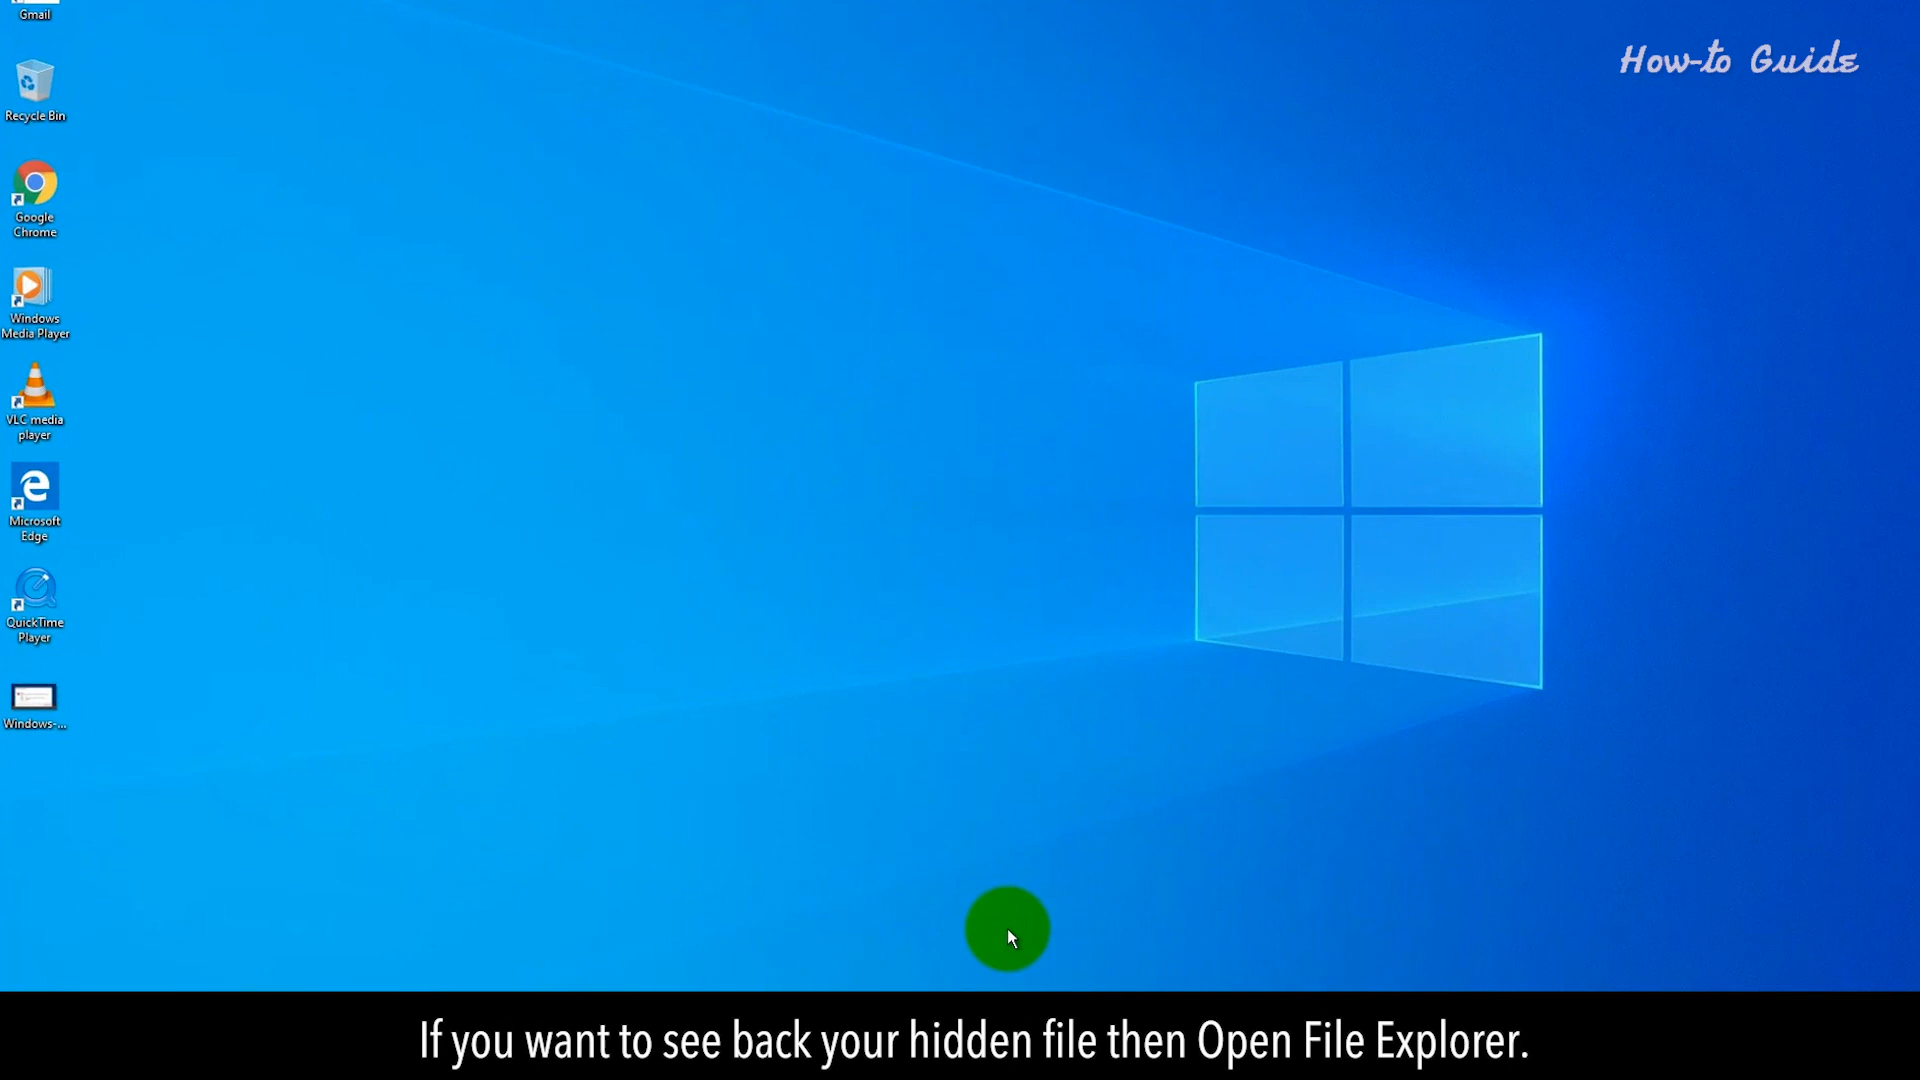 Gmail
How-to Guide
Recycle Bin
Google
Chrome
Windows
Media Player
VLC media
player
Microsoft
Edge
QuickTime
Player
Windows-...
If you want to see back your hidden file then Open File Explorer.